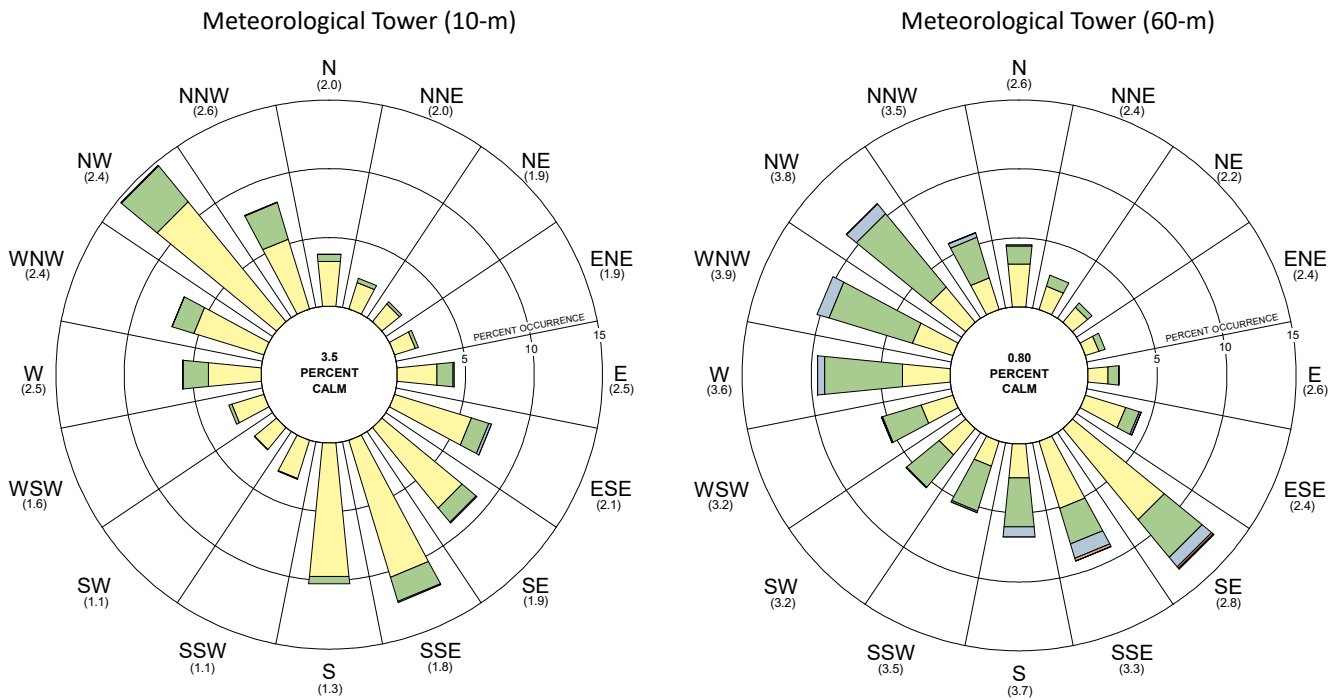 Meteorological Tower (10-m)
N
(2.0)
NNE
(2.0)
NE
(1.9)
ENE
(1.9)
E
(2.5)
ESE
(2.1)
SE
(1.9)
SSE
(1.8)
S
(1.3)
SSW
(1.1)
SW
(1.1)
WSW
(1.6)
W
(2.5)
WNW
(2.4)
NW
(2.4)
NNW
(2.6)
3.5
PERCENT
CALM
PERCENT OCCURRENCE
5
10
15
Meteorological Tower (60-m)
N
(2.6)
NNE
(2.4)
NE
(2.2)
ENE
(2.4)
E
(2.6)
ESE
(2.4)
SE
(2.8)
SSE
(3.3)
S
(3.7)
SSW
(3.5)
SW
(3.2)
WSW
(3.2)
W
(3.6)
WNW
(3.9)
NW
(3.8)
NNW
(3.5)
0.80
PERCENT
CALM
PERCENT OCCURRENCE
5
10
15